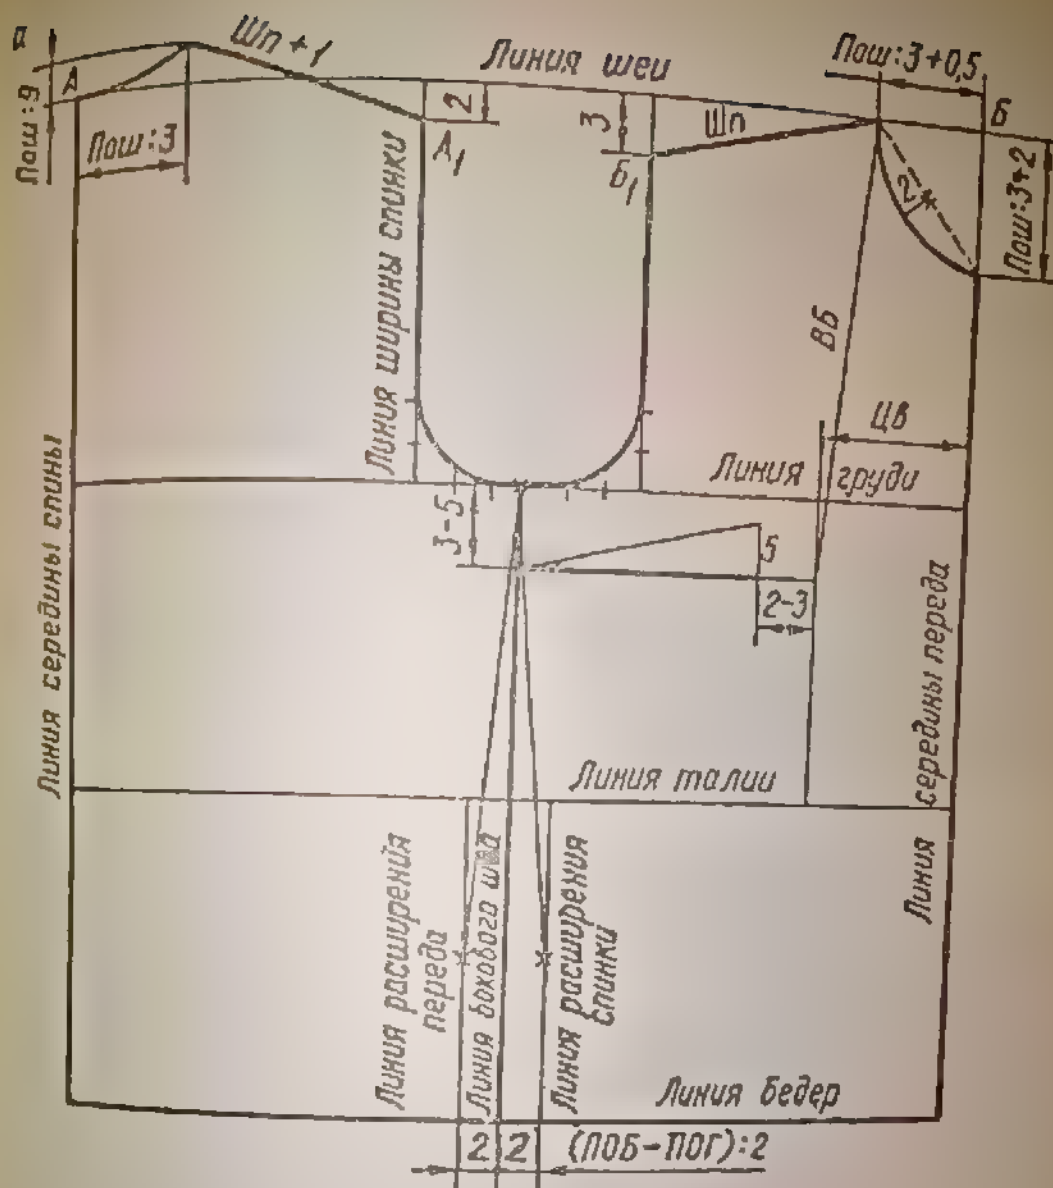 а
Шп + 1
Линия шеи
Пош:3+0,5
А
Пош:9
Пош:3
2
А1
3
Шп
Б1
Б
2
Пош:3+2
Линия ширины спинки
ВБ
ЦВ
Линия груди
3-5
5
2-3
Линия середины спины
Линия середины переда
Линия талии
Линия расширения
переда
Линия бокового шва
Линия расширения
спинки
Линия бедер
2
2
(ПОБ-ПОГ):2